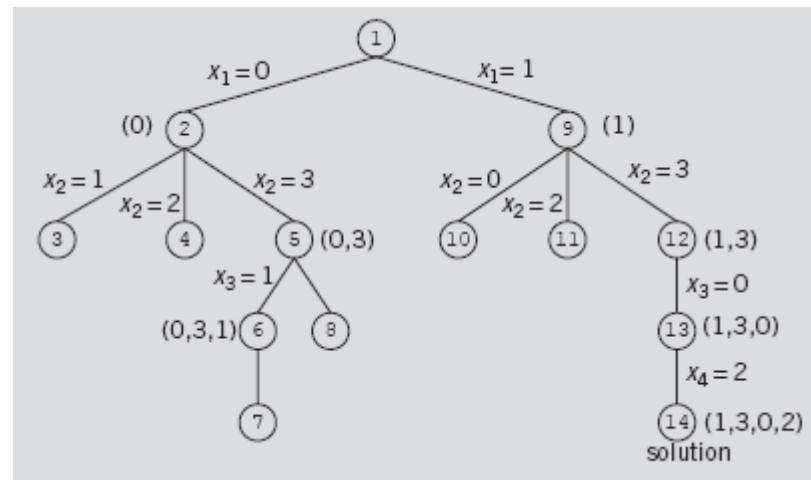 1
x₁ = 0 x₁ = 1
(0) 2 9 (1)
x₂ = 1 x₂ = 2 x₂ = 3 x₂ = 0 x₂ = 2 x₂ = 3
3 4 5 (0,3) 10 11 12 (1,3)
x₃ = 1 x₃ = 0
(0,3,1) 6 8 13 (1,3,0)
x₄ = 2
7 14 (1,3,0,2)
solution